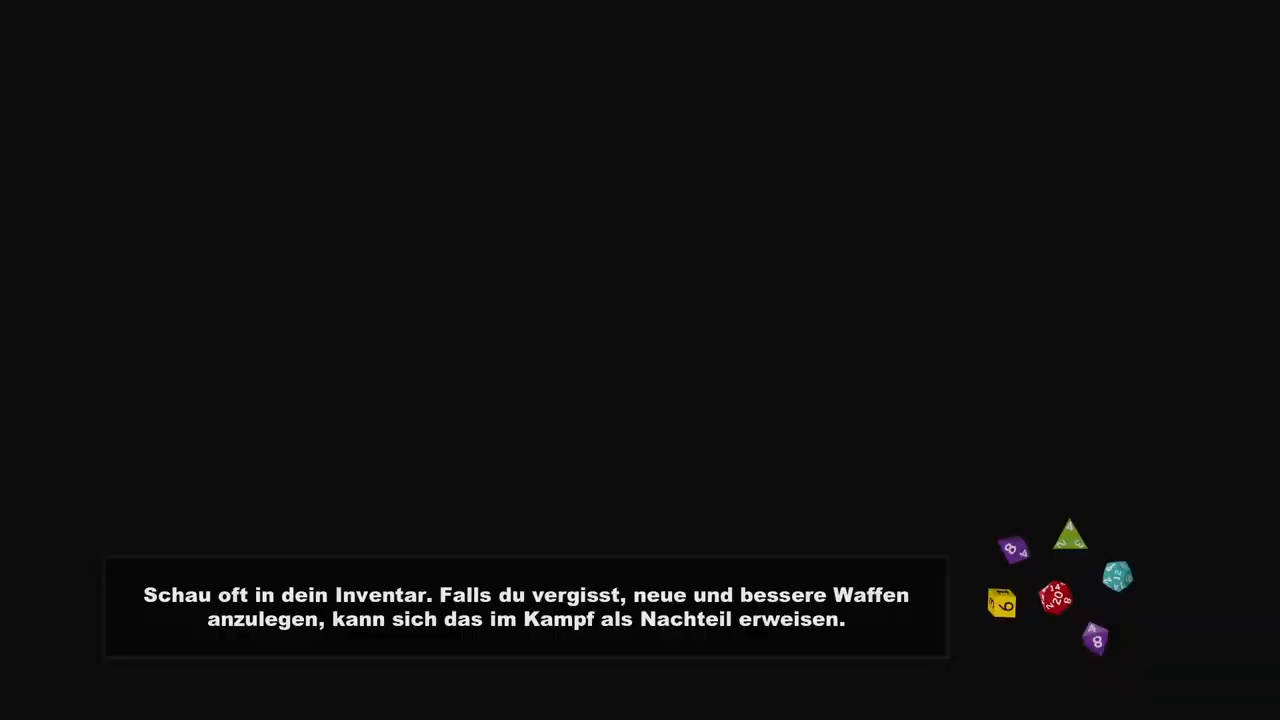 Schau oft in dein Inventar. Falls du vergisst, neue und bessere Waffen
anzulegen, kann sich das im Kampf als Nachteil erweisen.